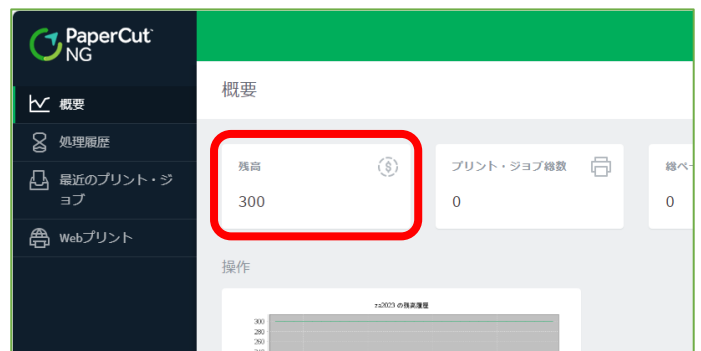 PaperCut
NG
概要
処理履歴
最近のプリント・ジ
ョブ
Webプリント
概要
残高
300
プリント・ジョブ総数
0
総ペー
0
操作
zz2023 の残高履歴
300
280
260